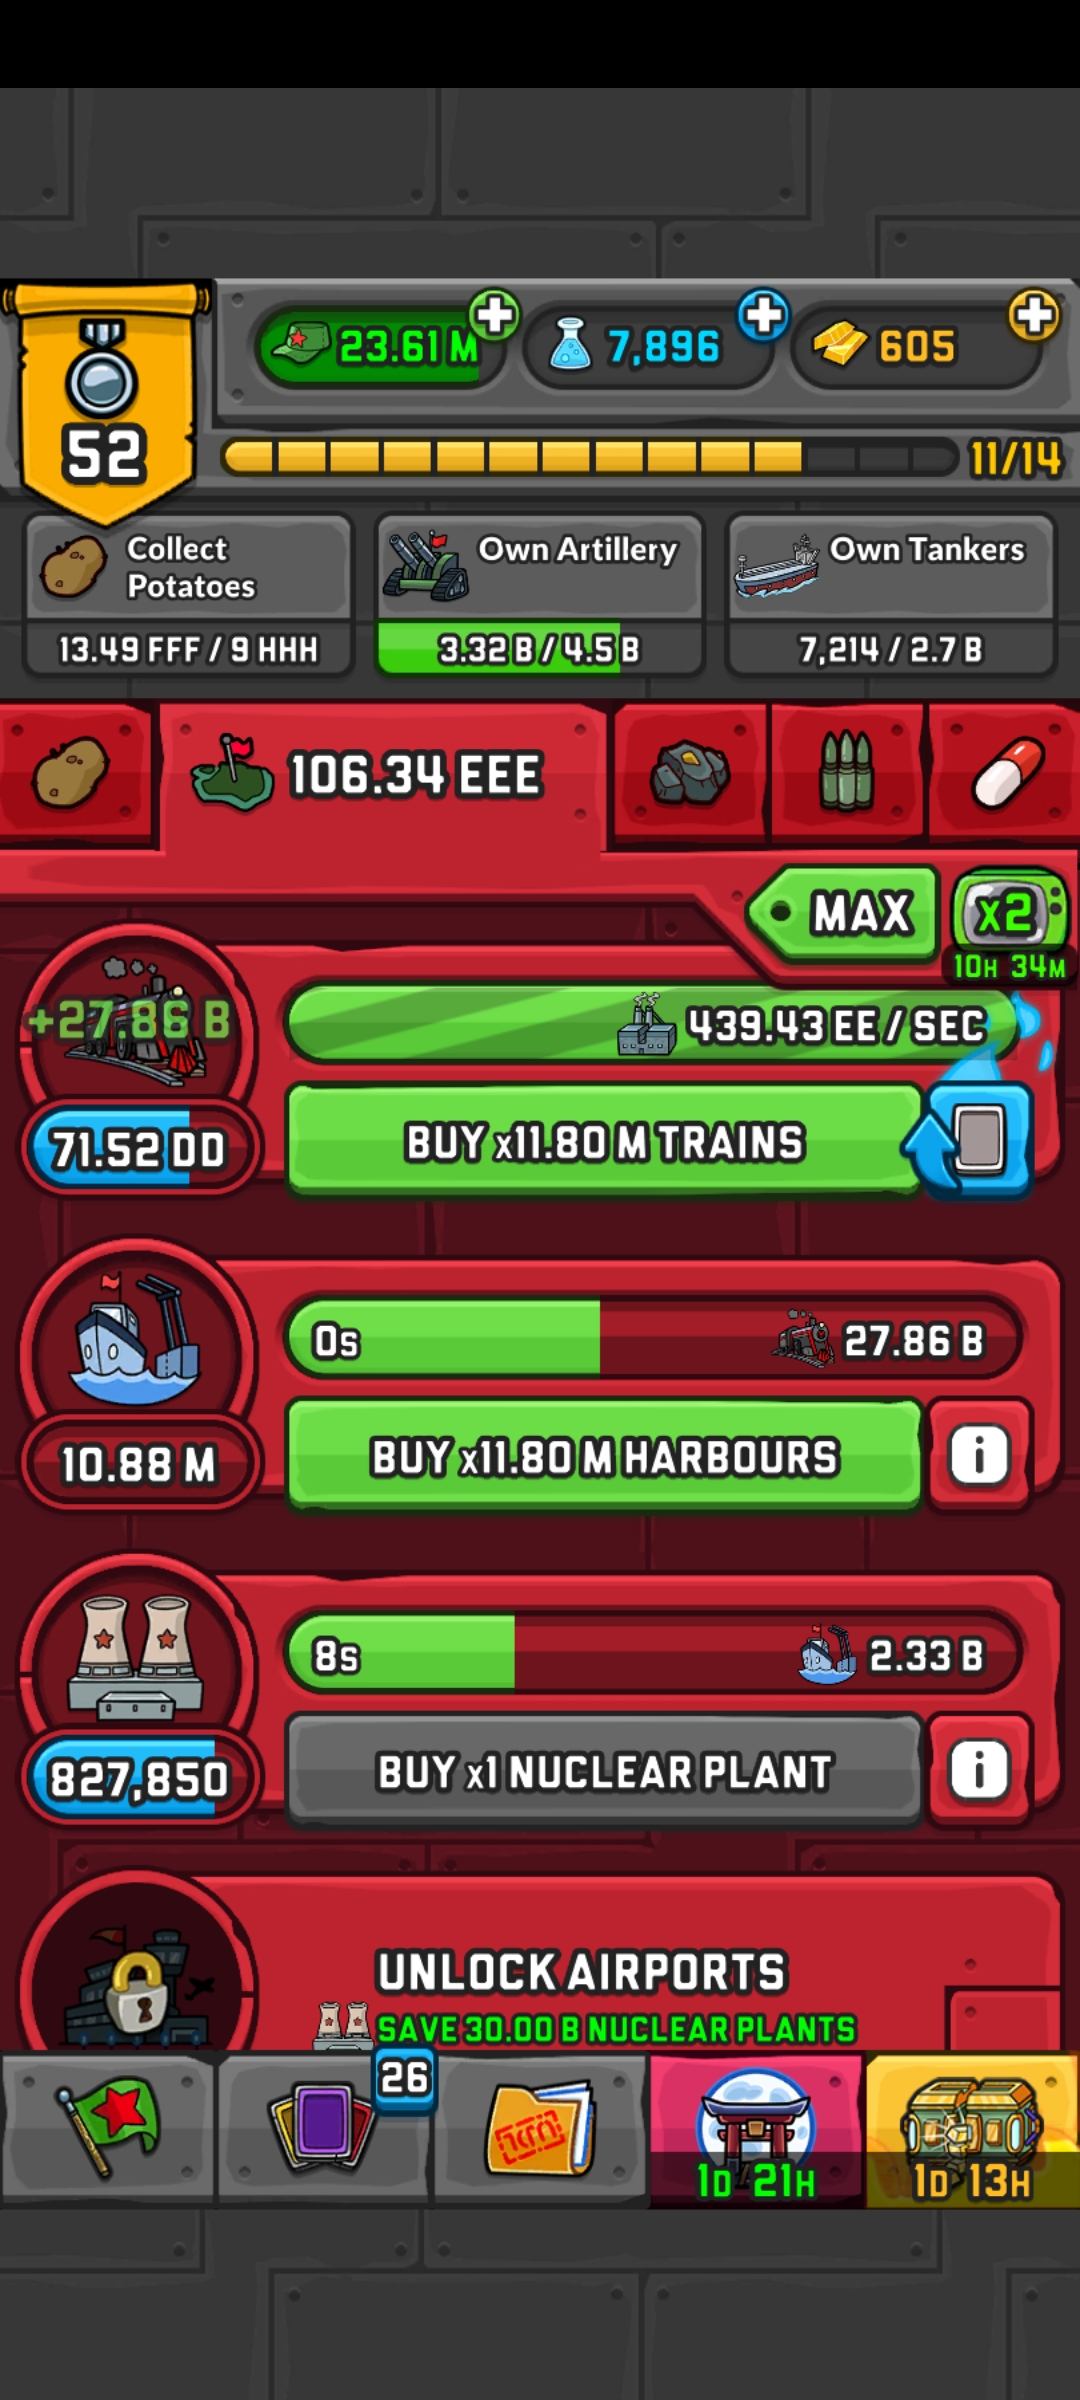 23.61 M
7,896
605
52
11/14
Collect
Potatoes
13.49 FFF / 9 HHH
Own Artillery
3.32 B / 4.5 B
Own Tankers
7,214 / 2.7 B
106.34 EEE
MAX
x2
10H 34M
+27.86 B
439.43 EE / SEC
71.52 DD
BUY x11.80 M TRAINS
0s
27.86 B
10.88 M
BUY x11.80 M HARBOURS
i
8s
2.33 B
827,850
BUY x1 NUCLEAR PLANT
i
UNLOCK AIRPORTS
SAVE 30.00 B NUCLEAR PLANTS
26
1D 21H
1D 13H